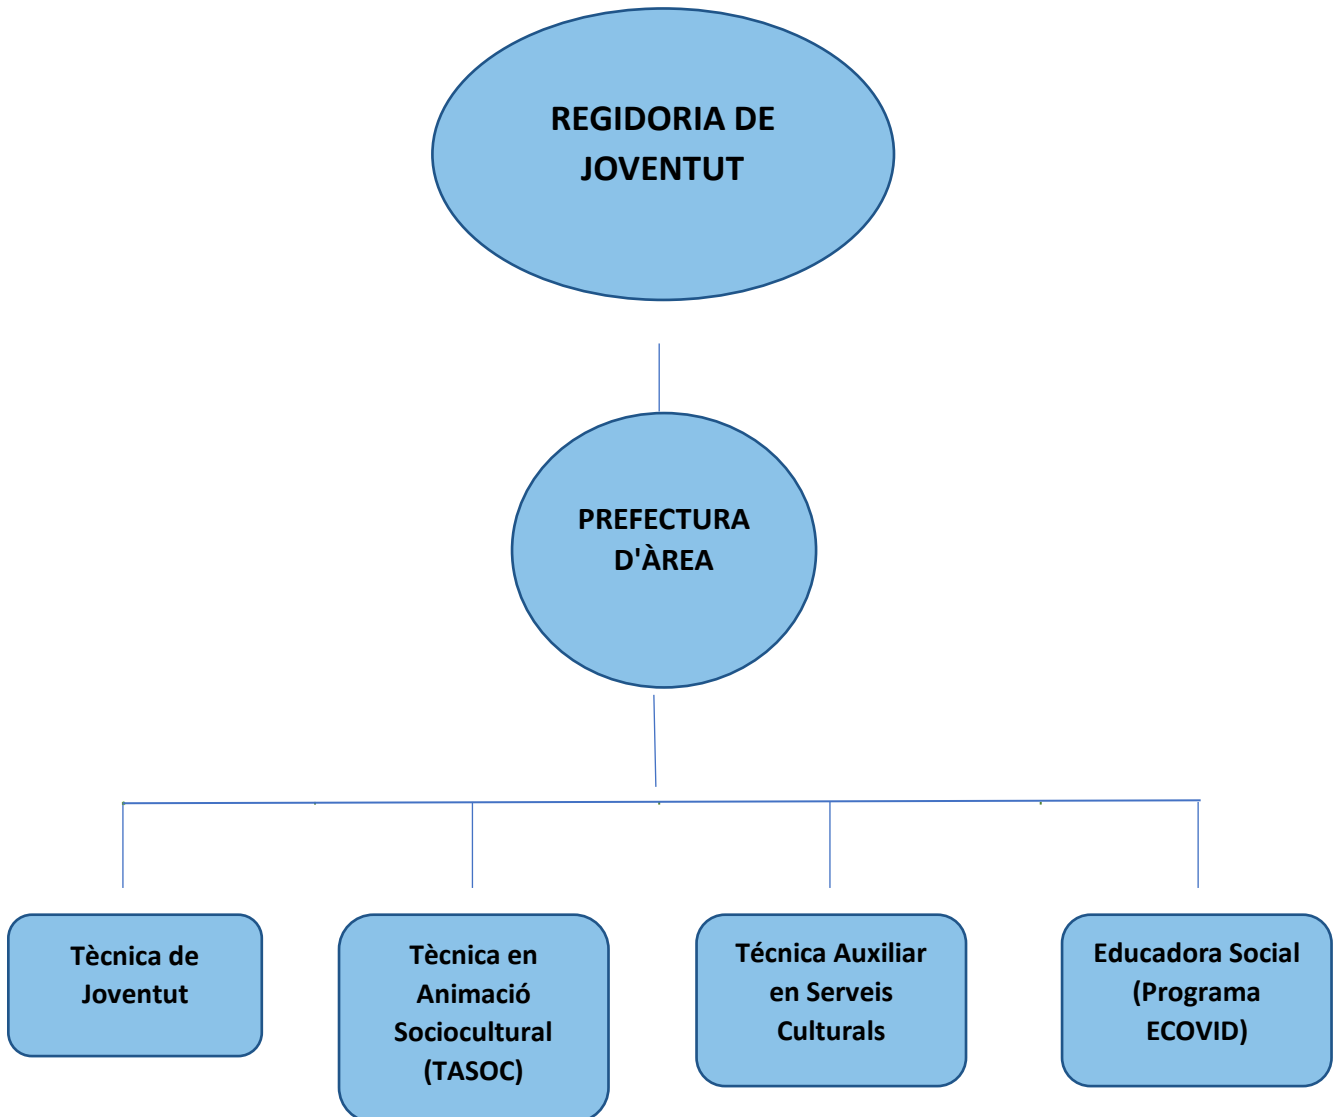 REGIDORIA DE
JOVENTUT
PREFECTURA
D'ÀREA
Tècnica de
Joventut
Tècnica en
Animació
Sociocultural
(TASOC)
Técnica Auxiliar
en Serveis
Culturals
Educadora Social
(Programa
ECOVID)